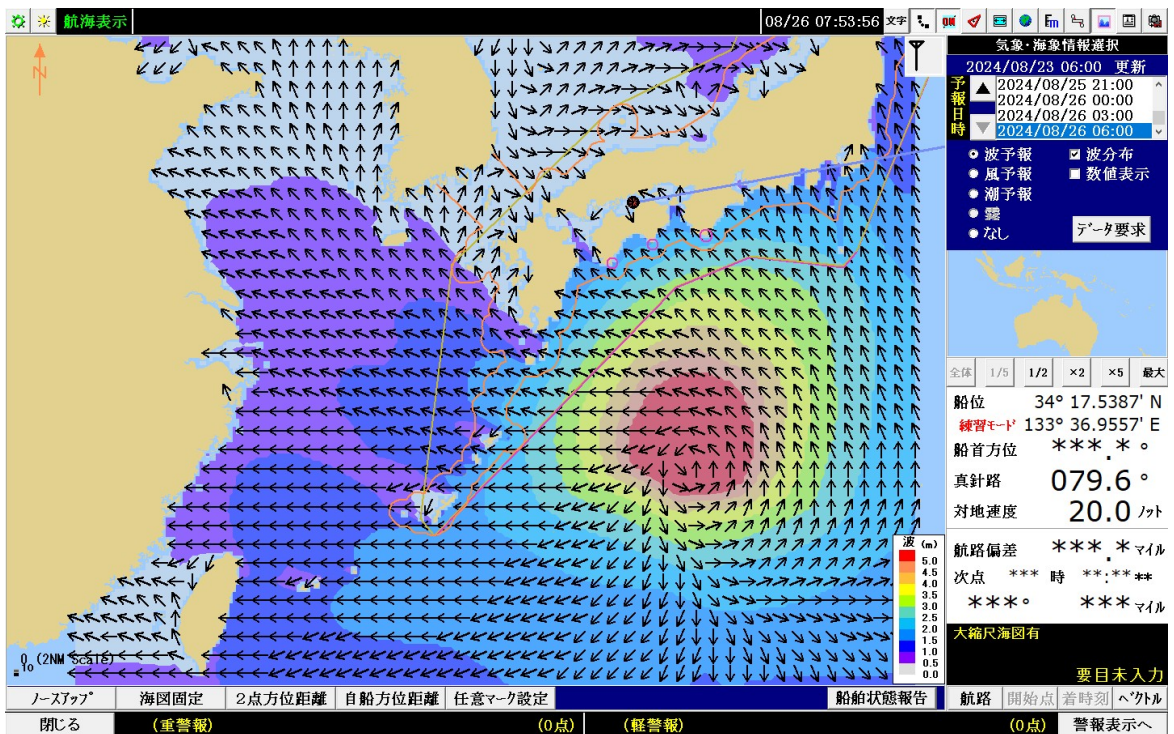 航海表示
08/26 07:53:56
文字
Fm
N
気象・海象情報選択
2024/08/23 06:00 更新
予報日時
2024/08/25 21:00
2024/08/26 00:00
2024/08/26 03:00
2024/08/26 06:00
波予報
波分布
風予報
数値表示
潮予報
霧
なし
データ要求
全体
1/5
1/2
×2
×5
最大
船位 34° 17.5387' N
練習モード 133° 36.9557' E
船首方位 ***.* °
真針路 079.6 °
対地速度 20.0 ノット
航路偏差 ***.* マイル
次点 *** 時 **:** **
***° *** マイル
波 (m)
5.0
4.5
4.0
3.5
3.0
2.5
2.0
1.5
1.0
0.5
0.0
大縮尺海図有
要目未入力
0 (2NM Scale)
10
ノースアップ
海図固定
2点方位距離
自船方位距離
任意マーク設定
船舶状態報告
航路
開始点
着時刻
ベクトル
閉じる
(重警報) (0点)
(軽警報) (0点)
警報表示へ